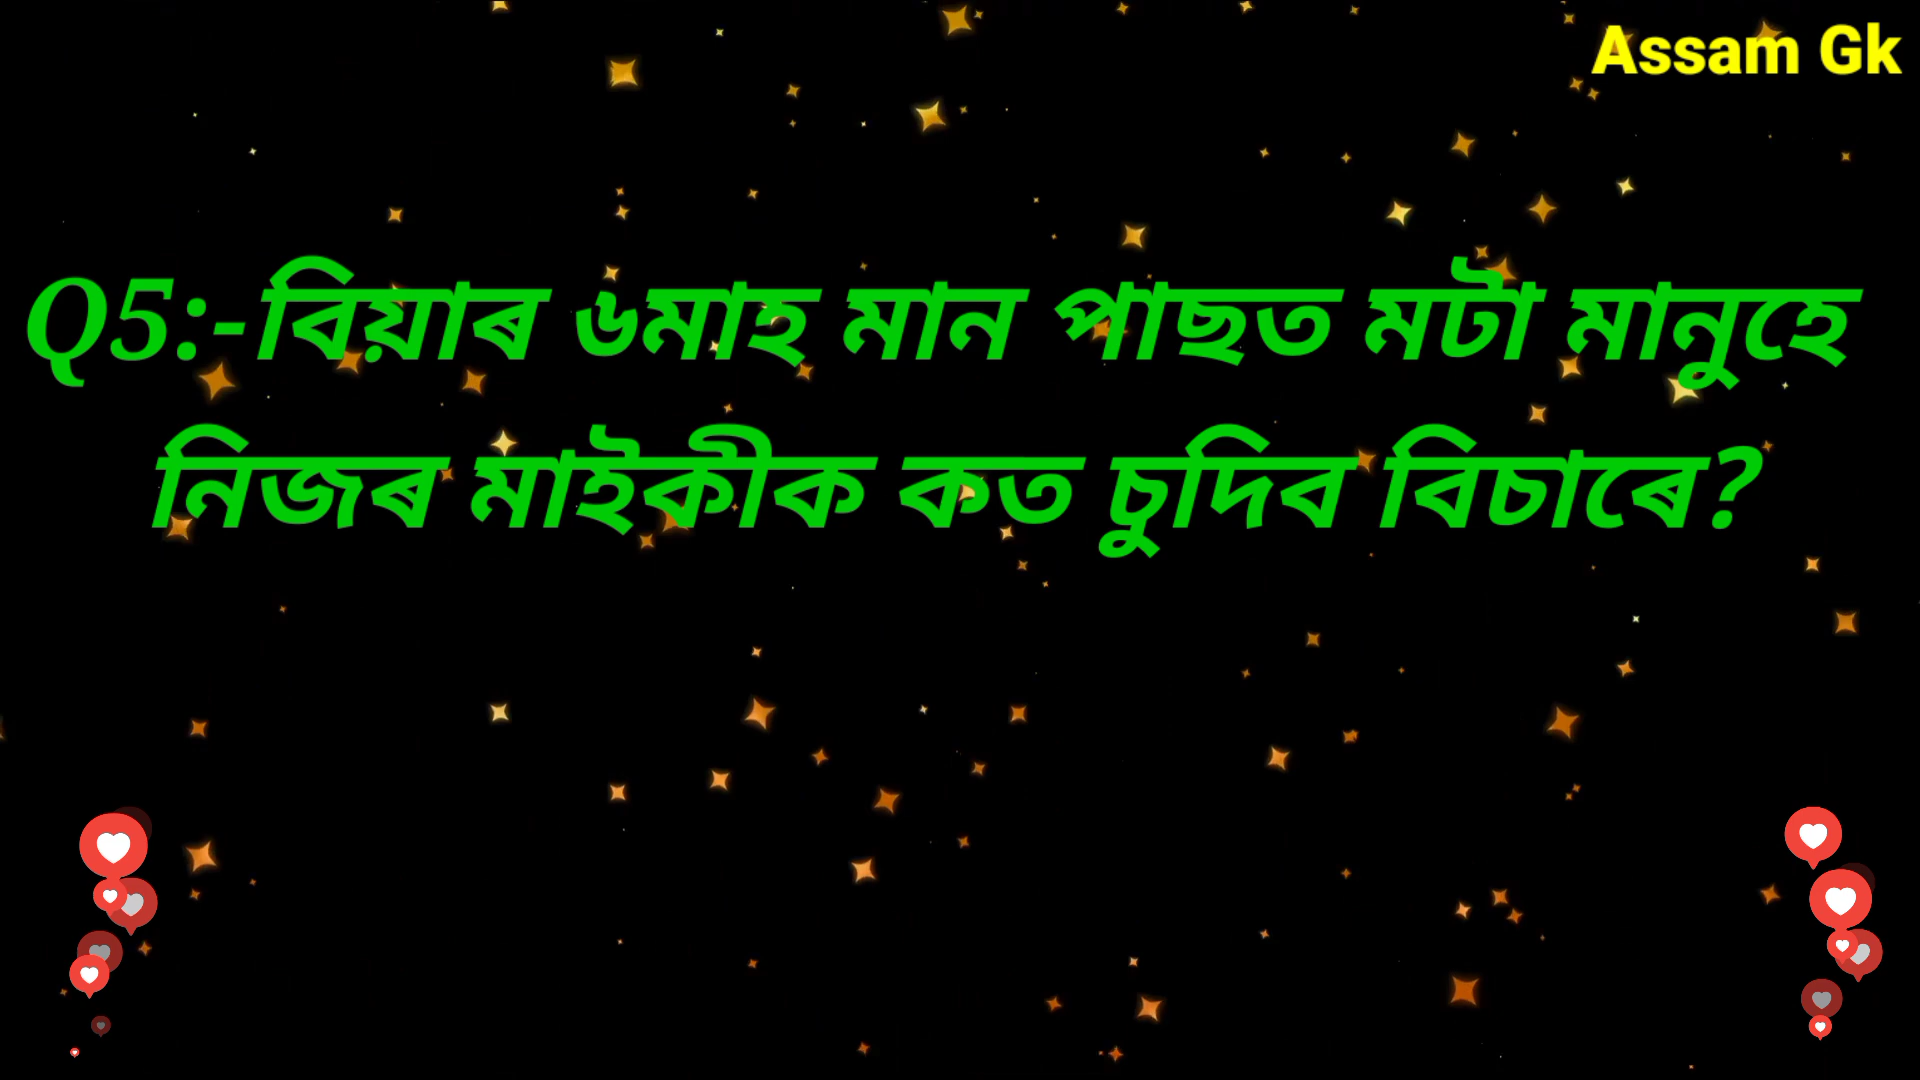 Assam Gk
Q5:-বিয়াৰ ৬মাহ মান পাছত মটা মানুহে
নিজৰ মাইকীক কত চুদিব বিচাৰে?